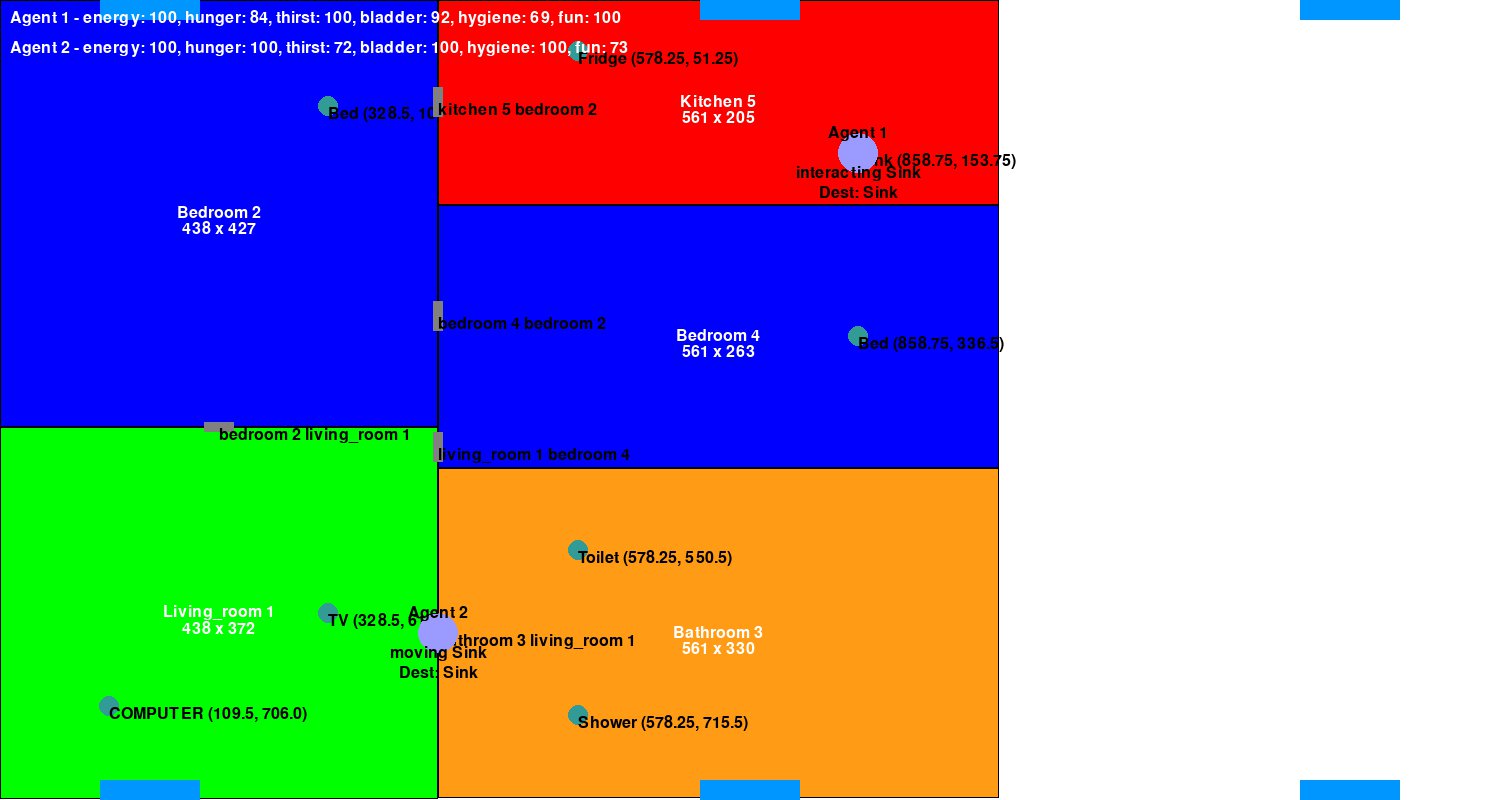 Agent 1 - energy: 100, hunger: 84, thirst: 100, bladder: 92, hygiene: 69, fun: 100
Agent 2 - energy: 100, hunger: 100, thirst: 72, bladder: 100, hygiene: 100, fun: 73
Fridge (578.25, 51.25)
Kitchen 5
561 x 205
Bed (328.5, 10
kitchen 5 bedroom 2
Agent 1
nk (858.75, 153.75)
interacting Sink
Dest: Sink
Bedroom 2
438 x 427
bedroom 4 bedroom 2
Bedroom 4
561 x 263
Bed (858.75, 336.5)
bedroom 2 living_room 1
living_room 1 bedroom 4
Toilet (578.25, 550.5)
Living_room 1
438 x 372
TV (328.5, 6
Agent 2
throom 3 living_room 1
moving Sink
Dest: Sink
Bathroom 3
561 x 330
COMPUTER (109.5, 706.0)
Shower (578.25, 715.5)